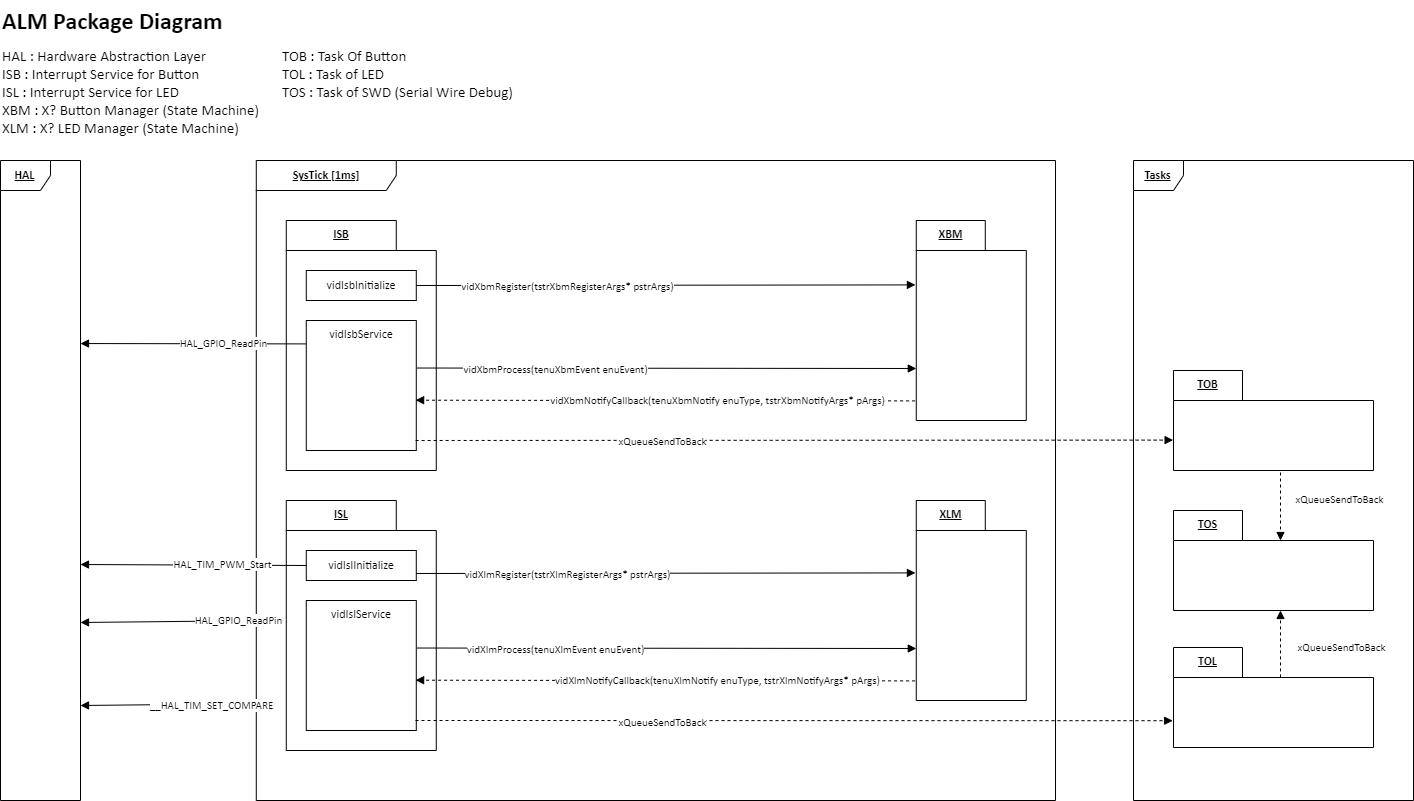 ALM Package Diagram
HAL : Hardware Abstraction Layer
ISB : Interrupt Service for Button
ISL : Interrupt Service for LED
XBM : X? Button Manager (State Machine)
XLM : X? LED Manager (State Machine)
TOB : Task Of Button
TOL : Task of LED
TOS : Task of SWD (Serial Wire Debug)
HAL
SysTick [1ms]
Tasks
ISB
XBM
vidIsbInitialize
vidXbmRegister(tstrXbmRegisterArgs* pstrArgs)
vidIsbService
HAL_GPIO_ReadPin
vidXbmProcess(tenuXbmEvent enuEvent)
TOB
vidXbmNotifyCallback(tenuXbmNotify enuType, tstrXbmNotifyArgs* pArgs)
xQueueSendToBack
xQueueSendToBack
ISL
XLM
TOS
HAL_TIM_PWM_Start
vidIslInitialize
vidXlmRegister(tstrXlmRegisterArgs* pstrArgs)
vidIslService
HAL_GPIO_ReadPin
vidXlmProcess(tenuXlmEvent enuEvent)
xQueueSendToBack
TOL
vidXlmNotifyCallback(tenuXlmNotify enuType, tstrXlmNotifyArgs* pArgs)
__HAL_TIM_SET_COMPARE
xQueueSendToBack